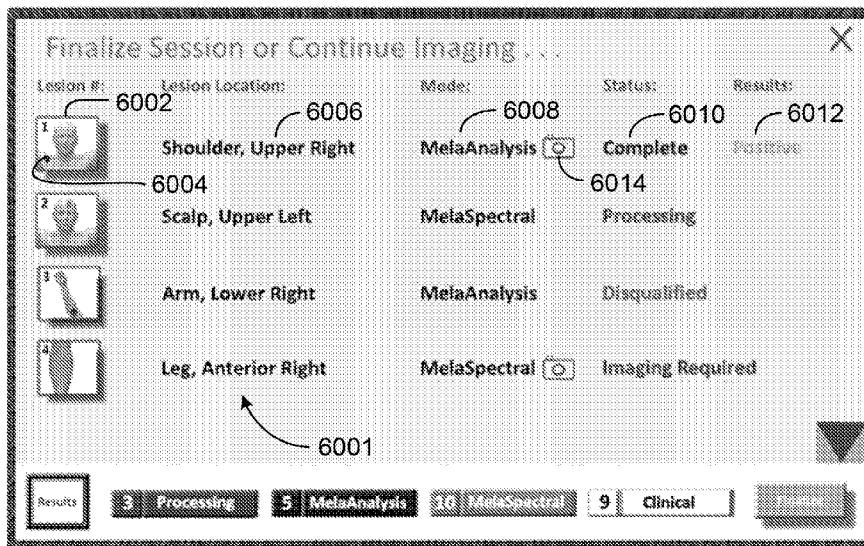 Finalize Session or Continue Imaging . . . X
Lesion #: Lesion Location: Mode: Status: Results:
6002 6006 6008 6010 6012
1 Shoulder, Upper Right MelaAnalysis Complete Positive
6004 6014
2 Scalp, Upper Left MelaSpectral Processing
3 Arm, Lower Right MelaAnalysis Disqualified
4 Leg, Anterior Right MelaSpectral Imaging Required
6001
Results 3 Processing 5 MelaAnalysis 10 MelaSpectral 9 Clinical